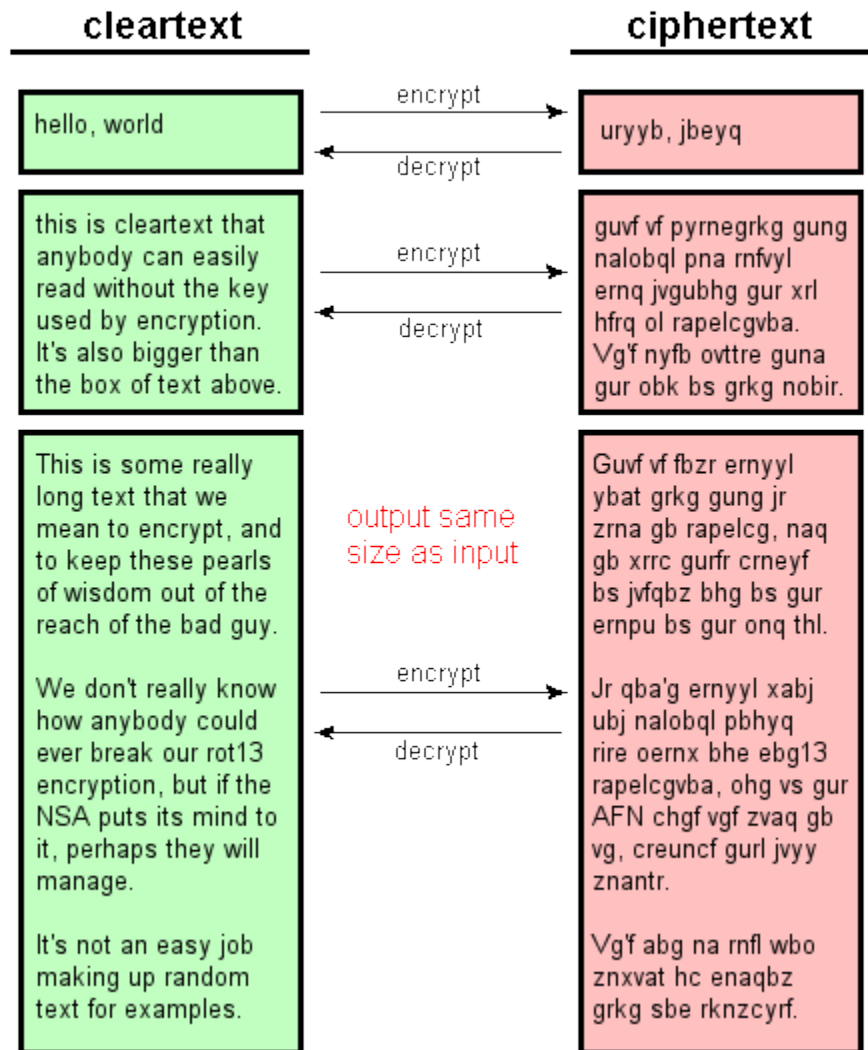 cleartext
ciphertext
hello, world
encrypt
decrypt
uryyb, jbeyq
this is cleartext that
anybody can easily
read without the key
used by encryption.
It's also bigger than
the box of text above.
encrypt
decrypt
guvf vf pyrnegrkg gung
nalobql pna rnfvyl
ernq jvgubhg gur xrl
hfrq ol rapelcgvba.
Vg'f nyfb ovttre guna
gur obk bs grkg nobir.
This is some really
long text that we
mean to encrypt, and
to keep these pearls
of wisdom out of the
reach of the bad guy.
We don't really know
how anybody could
ever break our rot13
encryption, but if the
NSA puts its mind to
it, perhaps they will
manage.
It's not an easy job
making up random
text for examples.
output same
size as input
encrypt
decrypt
Guvf vf fbzr ernyyl
ybat grkg gung jr
zrna gb rapelcg, naq
gb xrrc gurfr crneyf
bs jvfqbz bhg bs gur
ernpu bs gur onq thl.
Jr qba'g ernyyl xabj
ubj nalobql pbhyq
rire oernx bhe ebg13
rapelcgvba, ohg vs gur
AFN chgf vgf zvaq gb
vg, creuncf gurl jvyy
znantr.
Vg'f abg na rnfl wbo
znxvat hc enaqbz
grkg sbe rknzcyrf.